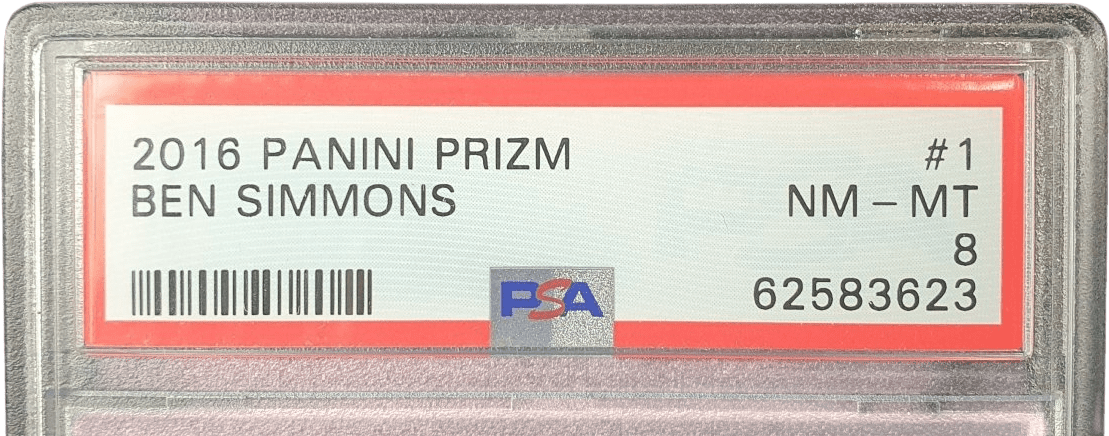 2016 PANINI PRIZM #1
BEN SIMMONS NM - MT
8
62583623
PSA